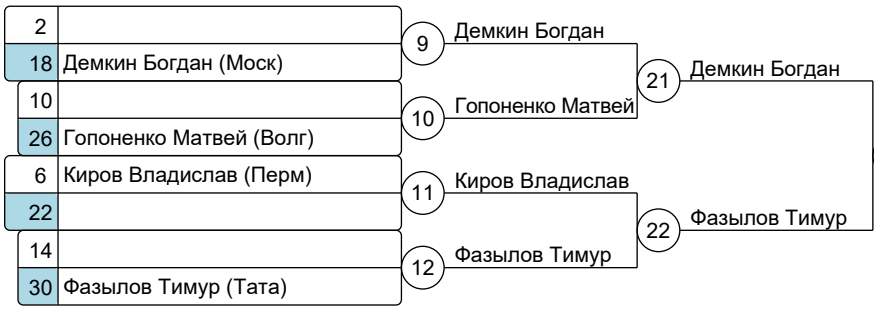 2
9 Демкин Богдан
18 Демкин Богдан (Моск)
21 Демкин Богдан
10
10 Гопоненко Матвей
26 Гопоненко Матвей (Волг)
6 Киров Владислав (Перм)
11 Киров Владислав
22
22 Фазылов Тимур
14
12 Фазылов Тимур
30 Фазылов Тимур (Тата)